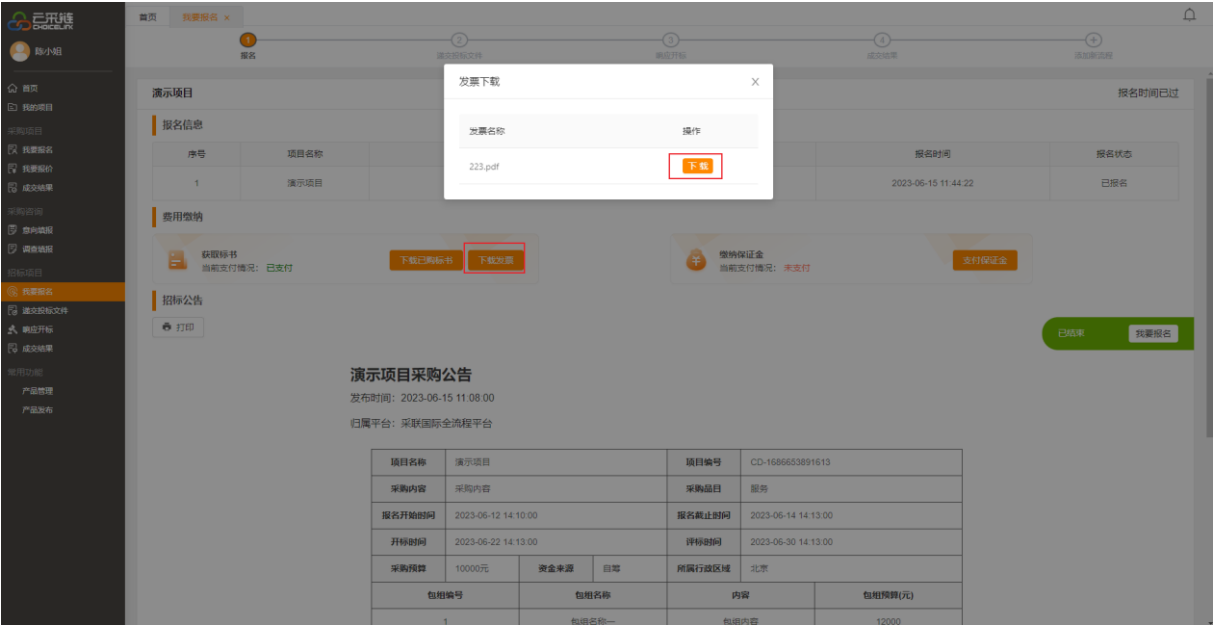 云采链
CHOICELINK
陈小姐
首页
我的项目
采购项目
我要报名
我要报价
成交结果
采购咨询
意向填报
调查填报
招标项目
我要报名
递交投标文件
响应开标
成交结果
常用功能
产品管理
产品发布
首页 我要报名 ×
1 2 3 4
报名 递交投标文件 响应开标 成交结果 添加新流程
演示项目 报名时间已过
发票下载 X
发票名称 操作
223.pdf 下载
报名信息
序号 项目名称 报名时间 报名状态
1 演示项目 2023-06-15 11:44:22 已报名
费用缴纳
获取标书
当前支付情况： 已支付
下载已购标书 下载发票
缴纳保证金
当前支付情况： 未支付
支付保证金
招标公告
打印
已结束 我要报名
演示项目采购公告
发布时间：2023-06-15 11:08:00
归属平台：采联国际全流程平台
项目名称 演示项目 项目编号 CD-1686653891613
采购内容 采购内容 采购品目 服务
报名开始时间 2023-06-12 14:10:00 报名截止时间 2023-06-14 14:13:00
开标时间 2023-06-22 14:13:00 评标时间 2023-06-30 14:13:00
采购预算 10000元 资金来源 自筹 所属行政区域 北京
包组编号 包组名称 内容 包组预算(元)
1 包组名称一 包组内容 12000